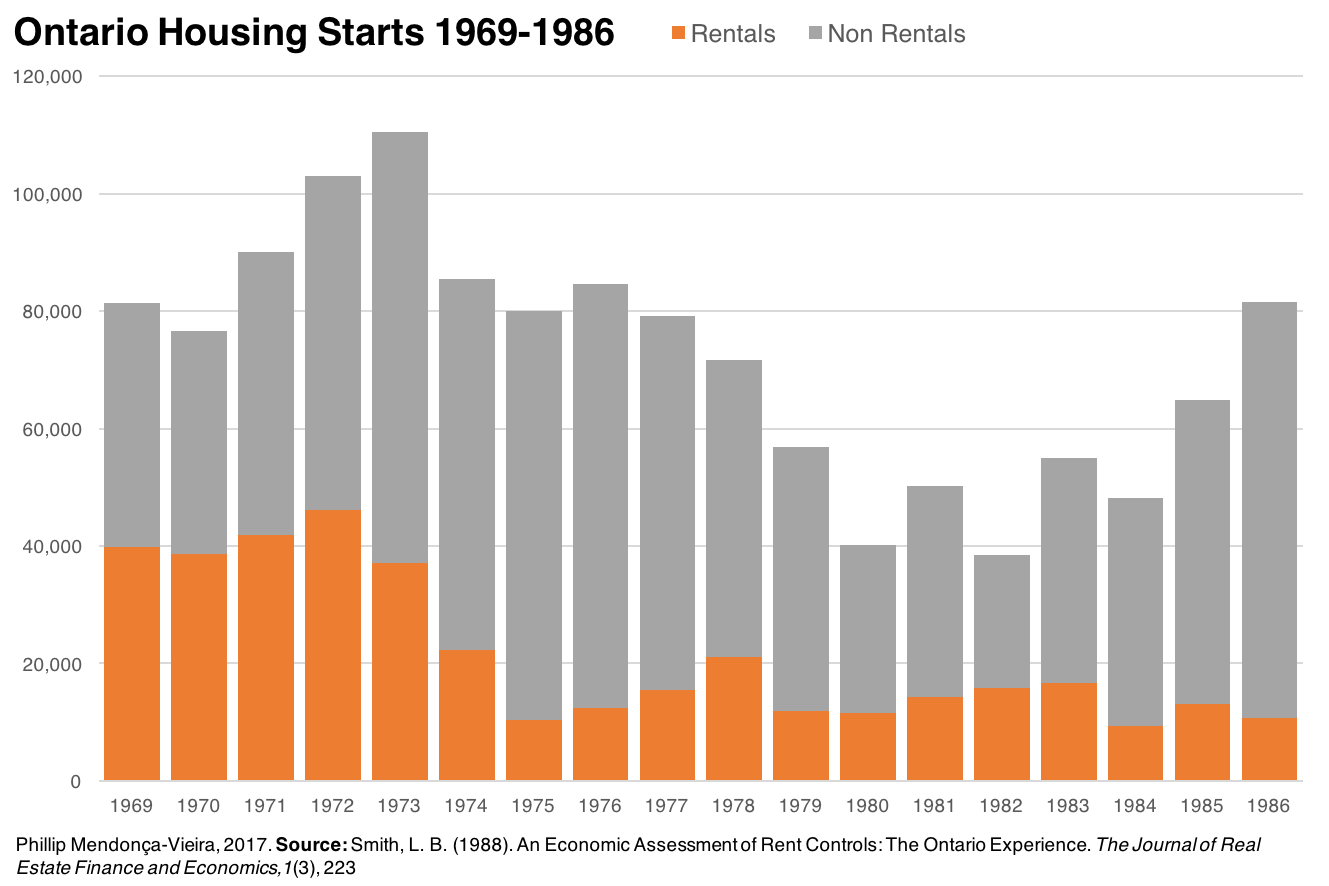 Ontario Housing Starts 1969-1986
Rentals
Non Rentals
120,000
100,000
80,000
60,000
40,000
20,000
0
1969 1970 1971 1972 1973 1974 1975 1976 1977 1978 1979 1980 1981 1982 1983 1984 1985 1986
Phillip Mendonça-Vieira, 2017. Source: Smith, L. B. (1988). An Economic Assessment of Rent Controls: The Ontario Experience. The Journal of Real
Estate Finance and Economics,1(3), 223